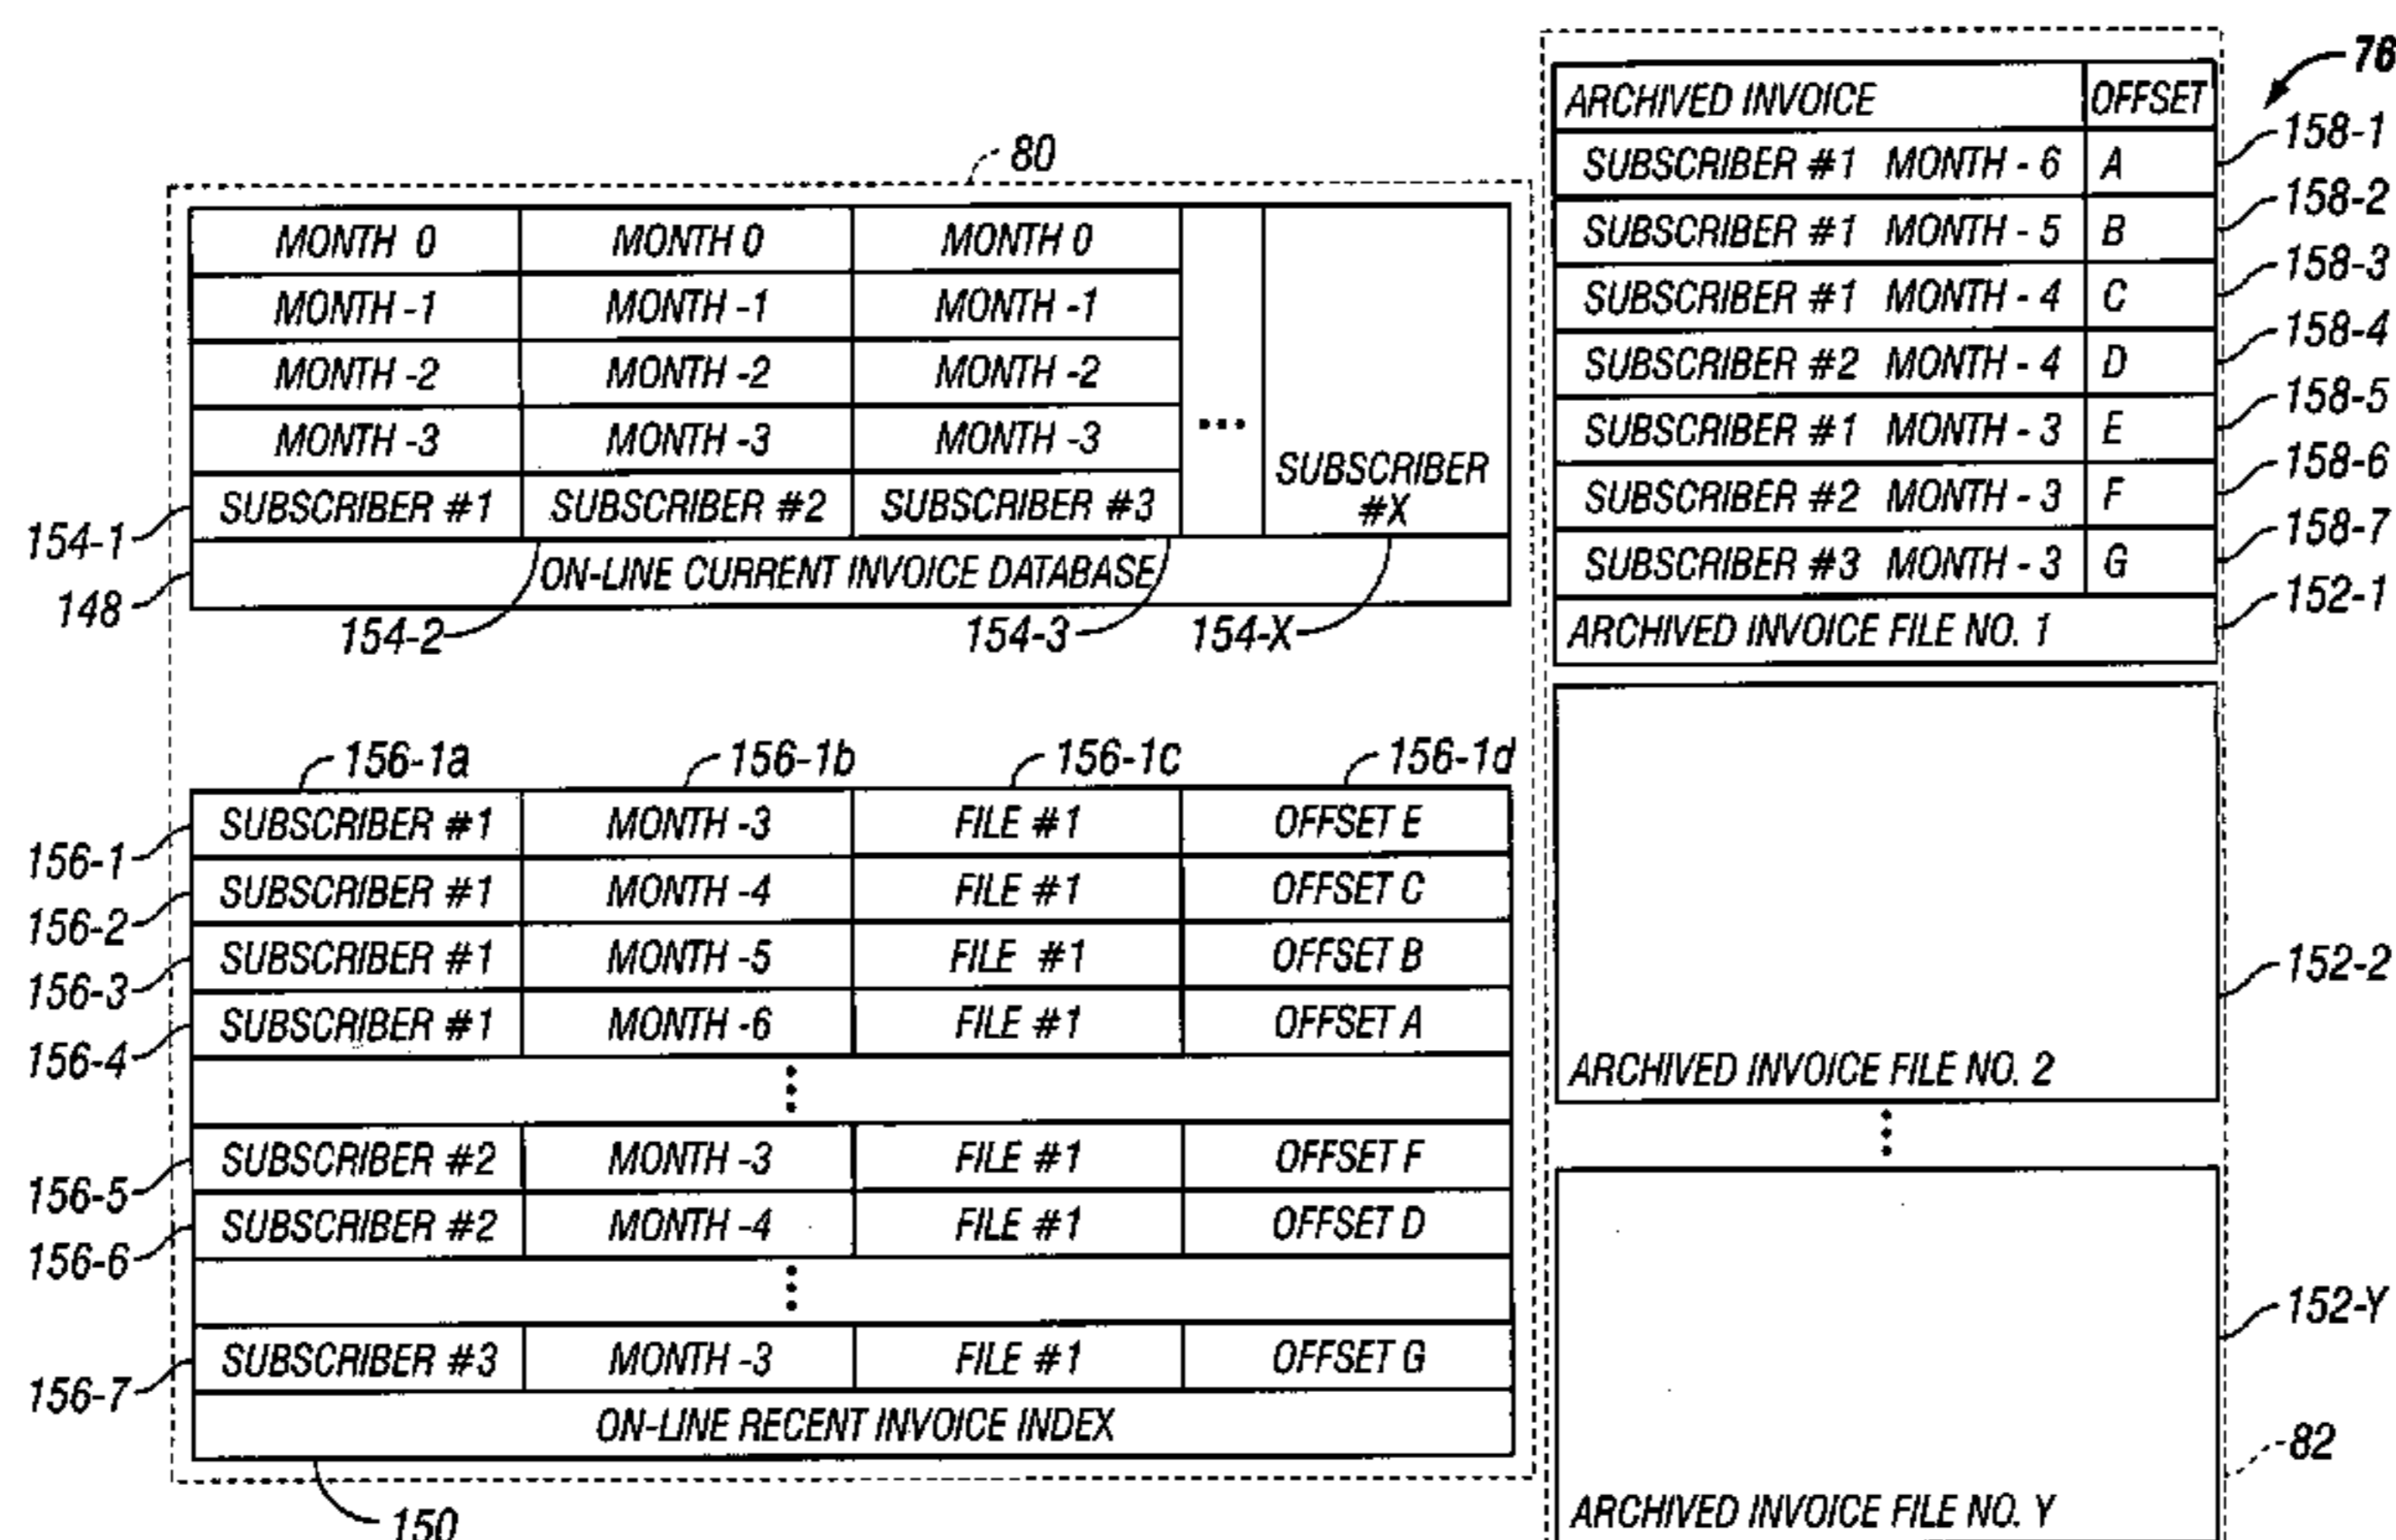 76
ARCHIVED INVOICE OFFSET
SUBSCRIBER #1 MONTH - 6 A 158-1
SUBSCRIBER #1 MONTH - 5 B 158-2
SUBSCRIBER #1 MONTH - 4 C 158-3
SUBSCRIBER #2 MONTH - 4 D 158-4
SUBSCRIBER #1 MONTH - 3 E 158-5
SUBSCRIBER #2 MONTH - 3 F 158-6
SUBSCRIBER #3 MONTH - 3 G 158-7
ARCHIVED INVOICE FILE NO. 1 152-1
80
MONTH 0 MONTH 0 MONTH 0
MONTH -1 MONTH -1 MONTH -1
MONTH -2 MONTH -2 MONTH -2
MONTH -3 MONTH -3 MONTH -3 ...
154-1 SUBSCRIBER #1 SUBSCRIBER #2 SUBSCRIBER #3 SUBSCRIBER
#X
148 ON-LINE CURRENT INVOICE DATABASE
154-2 154-3 154-X
156-1a 156-1b 156-1c 156-1d
156-1 SUBSCRIBER #1 MONTH -3 FILE #1 OFFSET E
156-2 SUBSCRIBER #1 MONTH -4 FILE #1 OFFSET C
156-3 SUBSCRIBER #1 MONTH -5 FILE #1 OFFSET B
156-4 SUBSCRIBER #1 MONTH -6 FILE #1 OFFSET A
156-5 SUBSCRIBER #2 MONTH -3 FILE #1 OFFSET F
156-6 SUBSCRIBER #2 MONTH -4 FILE #1 OFFSET D
156-7 SUBSCRIBER #3 MONTH -3 FILE #1 OFFSET G
ON-LINE RECENT INVOICE INDEX
150
152-2
ARCHIVED INVOICE FILE NO. 2
152-Y
82
ARCHIVED INVOICE FILE NO. Y